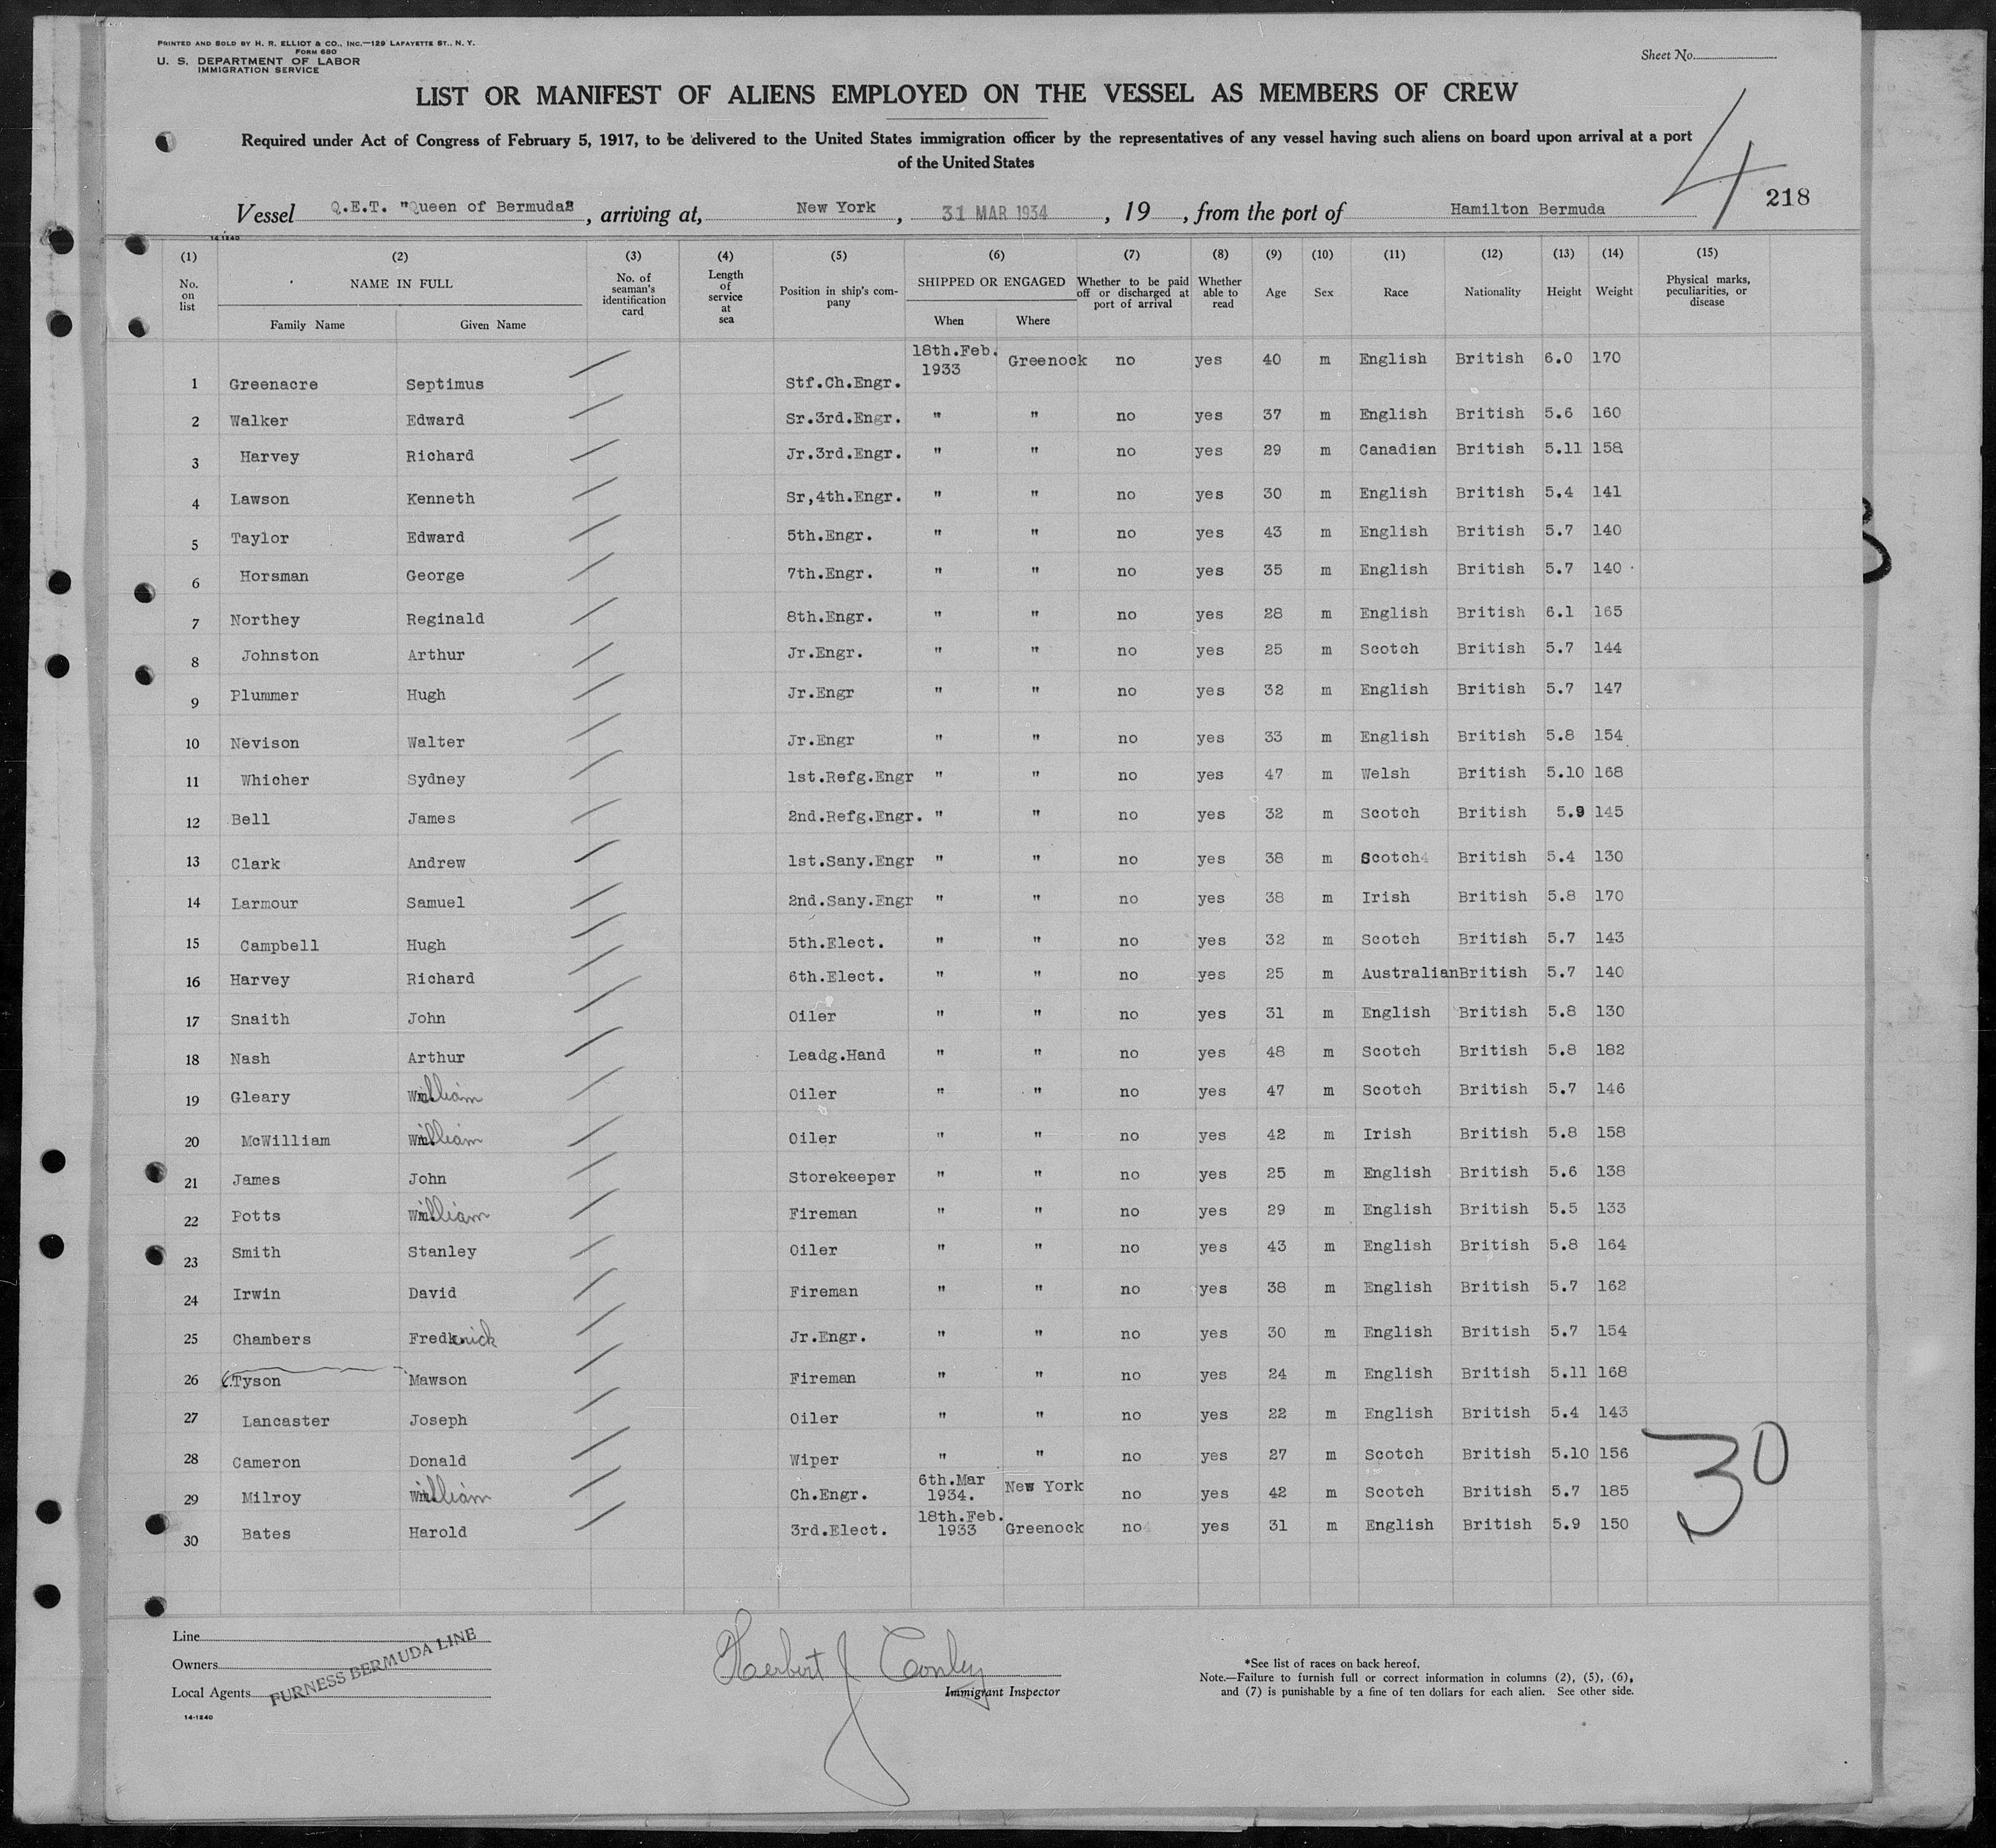 PRINTED AND SOLD BY H. R. ELLIOT & CO., INC.—129 LAFAYETTE ST., N. Y.
FORM 680
U. S. DEPARTMENT OF LABOR
IMMIGRATION SERVICE
Sheet No.
LIST OR MANIFEST OF ALIENS EMPLOYED ON THE VESSEL AS MEMBERS OF CREW
Required under Act of Congress of February 5, 1917, to be delivered to the United States immigration officer by the representatives of any vessel having such aliens on board upon arrival at a port
of the United States
4
218
Vessel Q.E.T. "Queen of Bermuda", arriving at, New York, 31 MAR 1934, 19 , from the port of Hamilton Bermuda
14-1240
(1) (2) (3) (4) (5) (6) (7) (8) (9) (10) (11) (12) (13) (14) (15)
No. on list NAME IN FULL Family Name Given Name No. of seaman's identification card Length of service at sea Position in ship's company SHIPPED OR ENGAGED When Where Whether to be paid off or discharged at port of arrival Whether able to read Age Sex Race Nationality Height Weight Physical marks, peculiarities, or disease
1 Greenacre Septimus Stf.Ch.Engr. 18th.Feb. 1933 Greenock no yes 40 m English British 6.0 170
2 Walker Edward Sr.3rd.Engr. " " no yes 37 m English British 5.6 160
3 Harvey Richard Jr.3rd.Engr. " " no yes 29 m Canadian British 5.11 158
4 Lawson Kenneth Sr,4th.Engr. " " no yes 30 m English British 5.4 141
5 Taylor Edward 5th.Engr. " " no yes 43 m English British 5.7 140
6 Horsman George 7th.Engr. " " no yes 35 m English British 5.7 140
7 Northey Reginald 8th.Engr. " " no yes 28 m English British 6.1 165
8 Johnston Arthur Jr.Engr. " " no yes 25 m Scotch British 5.7 144
9 Plummer Hugh Jr.Engr " " no yes 32 m English British 5.7 147
10 Nevison Walter Jr.Engr " " no yes 33 m English British 5.8 154
11 Whicher Sydney 1st.Refg.Engr " " no yes 47 m Welsh British 5.10 168
12 Bell James 2nd.Refg.Engr. " " no yes 32 m Scotch British 5.9 145
13 Clark Andrew 1st.Sany.Engr " " no yes 38 m Scotch British 5.4 130
14 Larmour Samuel 2nd.Sany.Engr " " no yes 38 m Irish British 5.8 170
15 Campbell Hugh 5th.Elect. " " no yes 32 m Scotch British 5.7 143
16 Harvey Richard 6th.Elect. " " no yes 25 m Australian British 5.7 140
17 Snaith John Oiler " " no yes 31 m English British 5.8 130
18 Nash Arthur Leadg.Hand " " no yes 48 m Scotch British 5.8 182
19 Gleary William Oiler " " no yes 47 m Scotch British 5.7 146
20 McWilliam William Oiler " " no yes 42 m Irish British 5.8 158
21 James John Storekeeper " " no yes 25 m English British 5.6 138
22 Potts William Fireman " " no yes 29 m English British 5.5 133
23 Smith Stanley Oiler " " no yes 43 m English British 5.8 164
24 Irwin David Fireman " " no yes 38 m English British 5.7 162
25 Chambers Frederick Jr.Engr. " " no yes 30 m English British 5.7 154
26 Tyson Mawson Fireman " " no yes 24 m English British 5.11 168
27 Lancaster Joseph Oiler " " no yes 22 m English British 5.4 143
28 Cameron Donald Wiper " " no yes 27 m Scotch British 5.10 156
29 Milroy William Ch.Engr. 6th.Mar 1934. New York no yes 42 m Scotch British 5.7 185
30 Bates Harold 3rd.Elect. 18th.Feb. 1933 Greenock no yes 31 m English British 5.9 150
30
Line
Owners
Local Agents
FURNESS BERMUDA LINE
14-1240
Herbert J Conley
Immigrant Inspector
*See list of races on back hereof.
Note.—Failure to furnish full or correct information in columns (2), (5), (6),
and (7) is punishable by a fine of ten dollars for each alien. See other side.